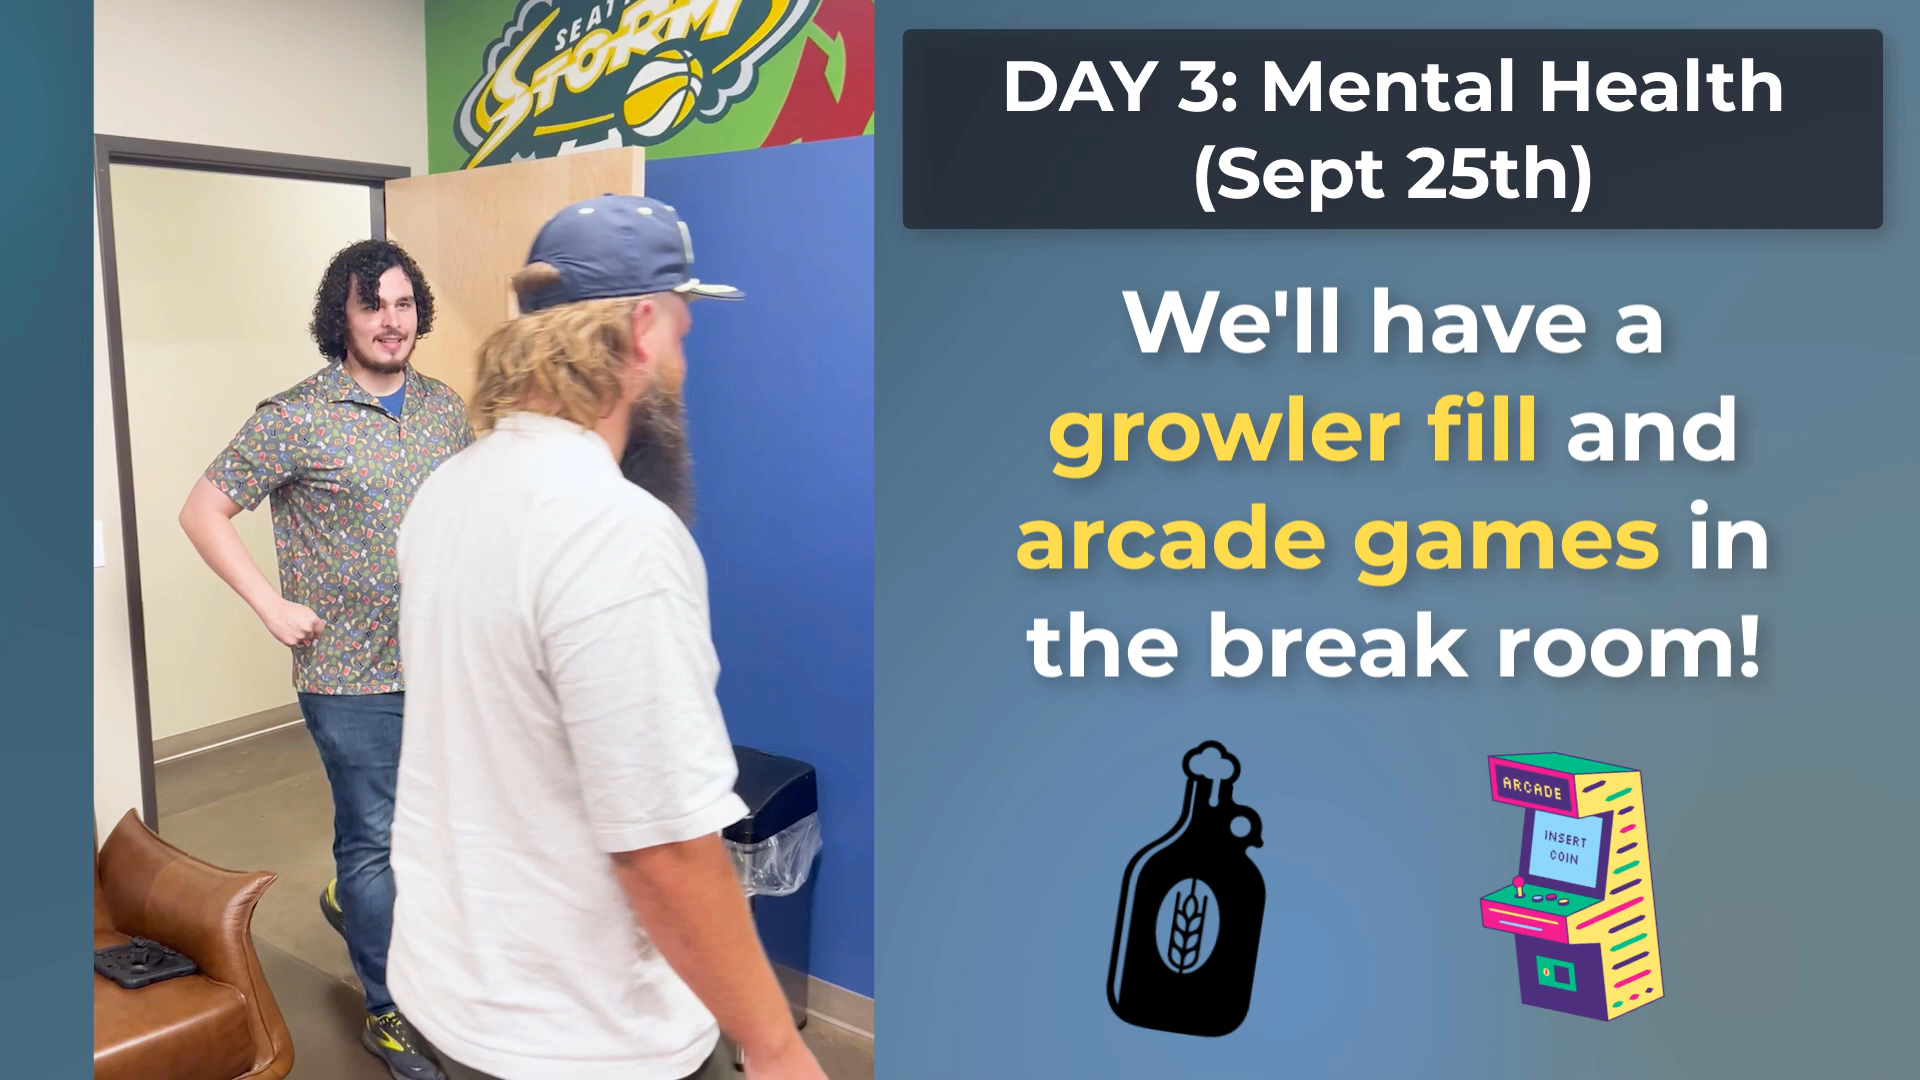 SEAT
STORM
DAY 3: Mental Health
(Sept 25th)
We'll have a
growler fill and
arcade games in
the break room!
ARCADE
INSERT
COIN